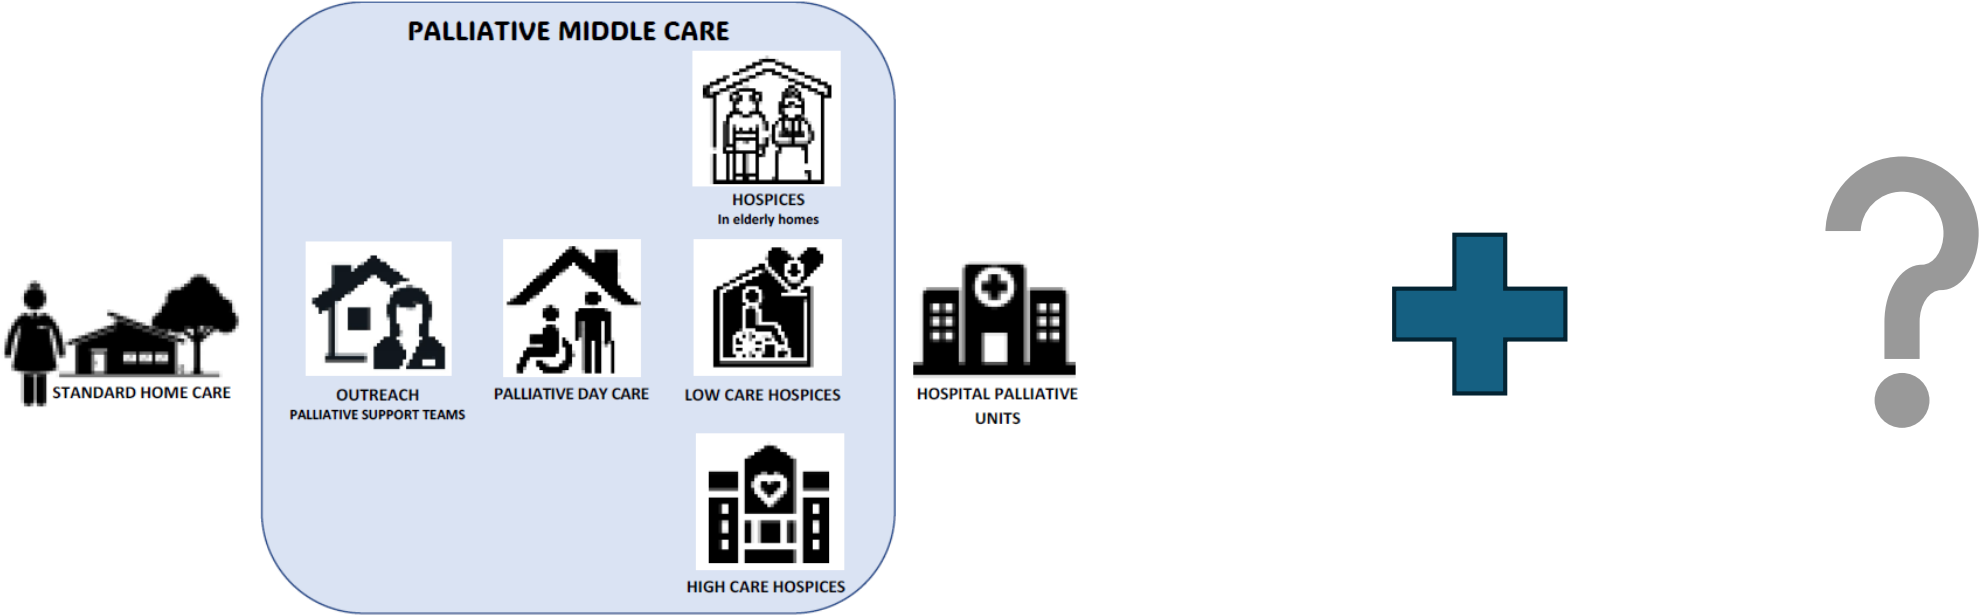 PALLIATIVE MIDDLE CARE
HOSPICES
In elderly homes
STANDARD HOME CARE
OUTREACH
PALLIATIVE SUPPORT TEAMS
PALLIATIVE DAY CARE
LOW CARE HOSPICES
HOSPITAL PALLIATIVE
UNITS
HIGH CARE HOSPICES
?